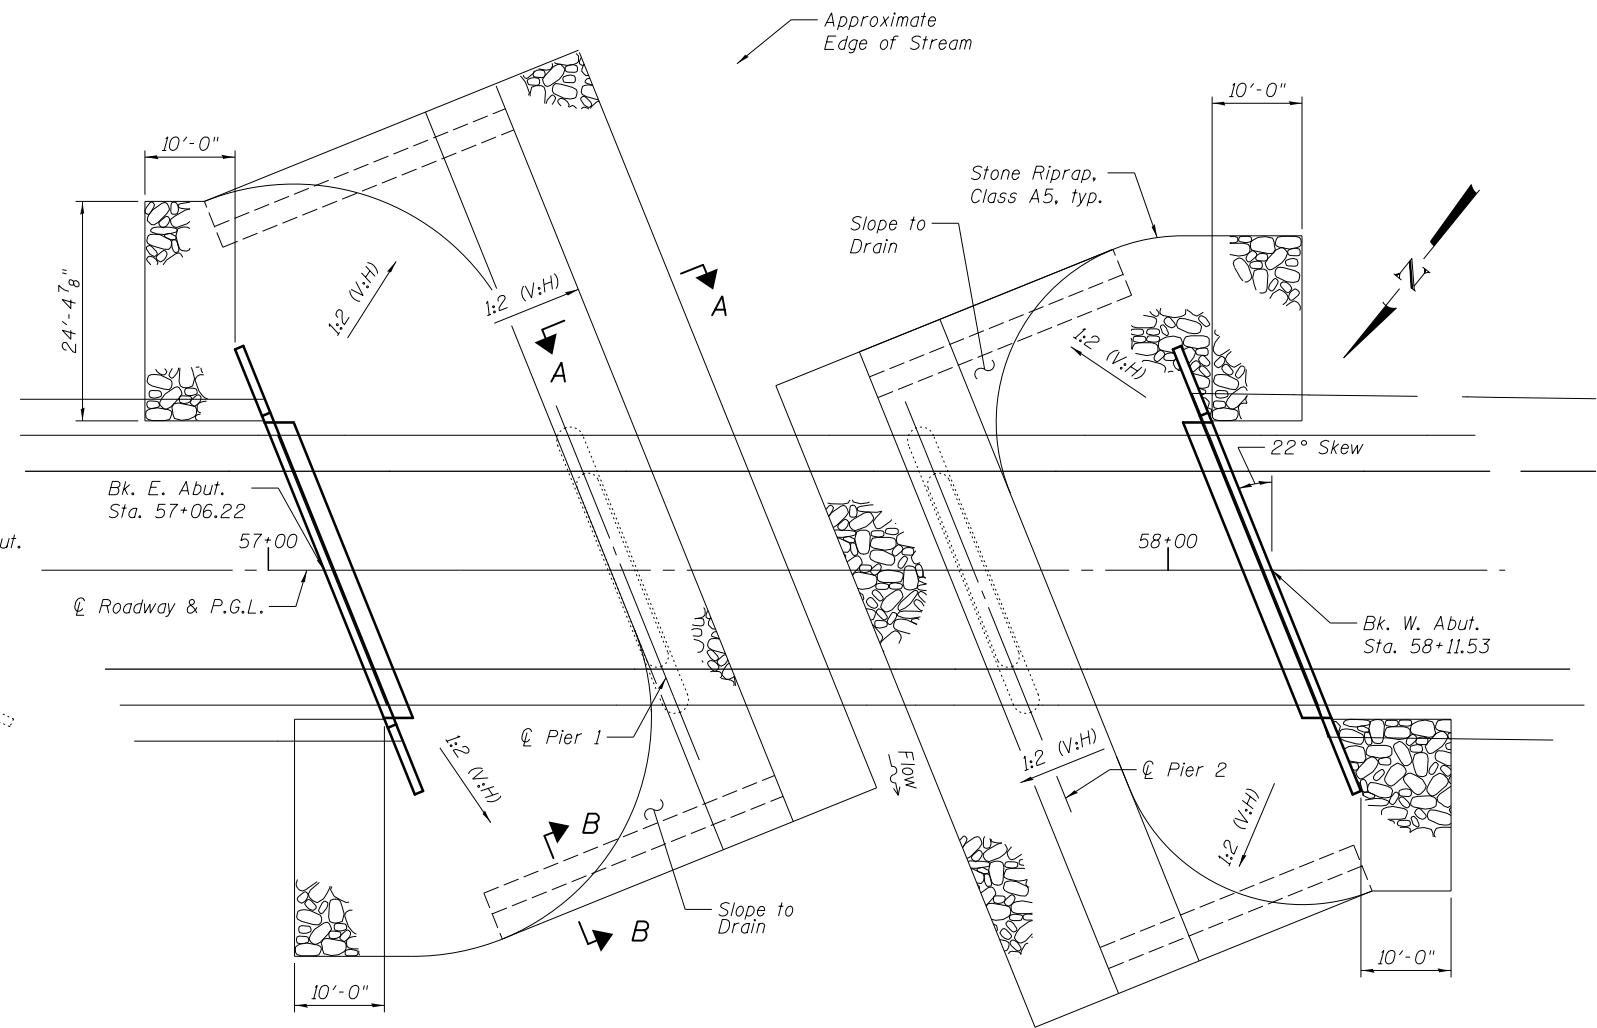 Approximate
Edge of Stream
10'-0"
10'-0"
Stone Riprap,
Class A5, typ.
Slope to
Drain
24'-4 7/8"
1:2 (V:H)
1:2 (V:H)
A
A
1:2 (V:H)
N
22° Skew
Bk. E. Abut.
Sta. 57+06.22
57+00
58+00
ut.
℄ Roadway & P.G.L.
Bk. W. Abut.
Sta. 58+11.53
℄ Pier 1
1:2 (V:H)
Flow
1:2 (V:H)
℄ Pier 2
1:2 (V:H)
B
B
Slope to
Drain
10'-0"
10'-0"